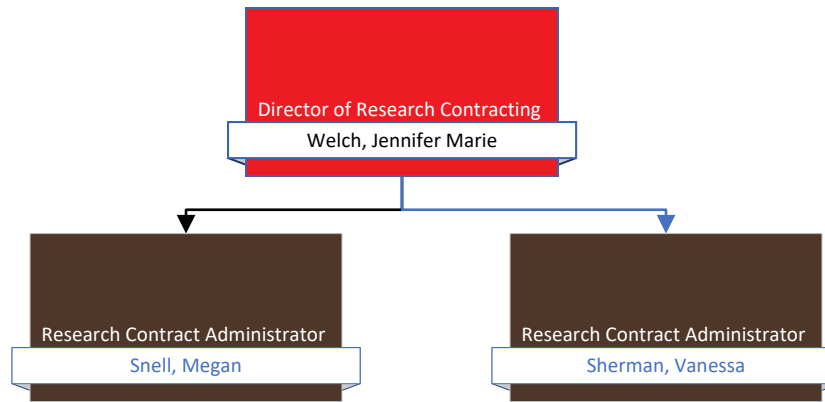 Director of Research Contracting
Welch, Jennifer Marie
Research Contract Administrator
Snell, Megan
Research Contract Administrator
Sherman, Vanessa